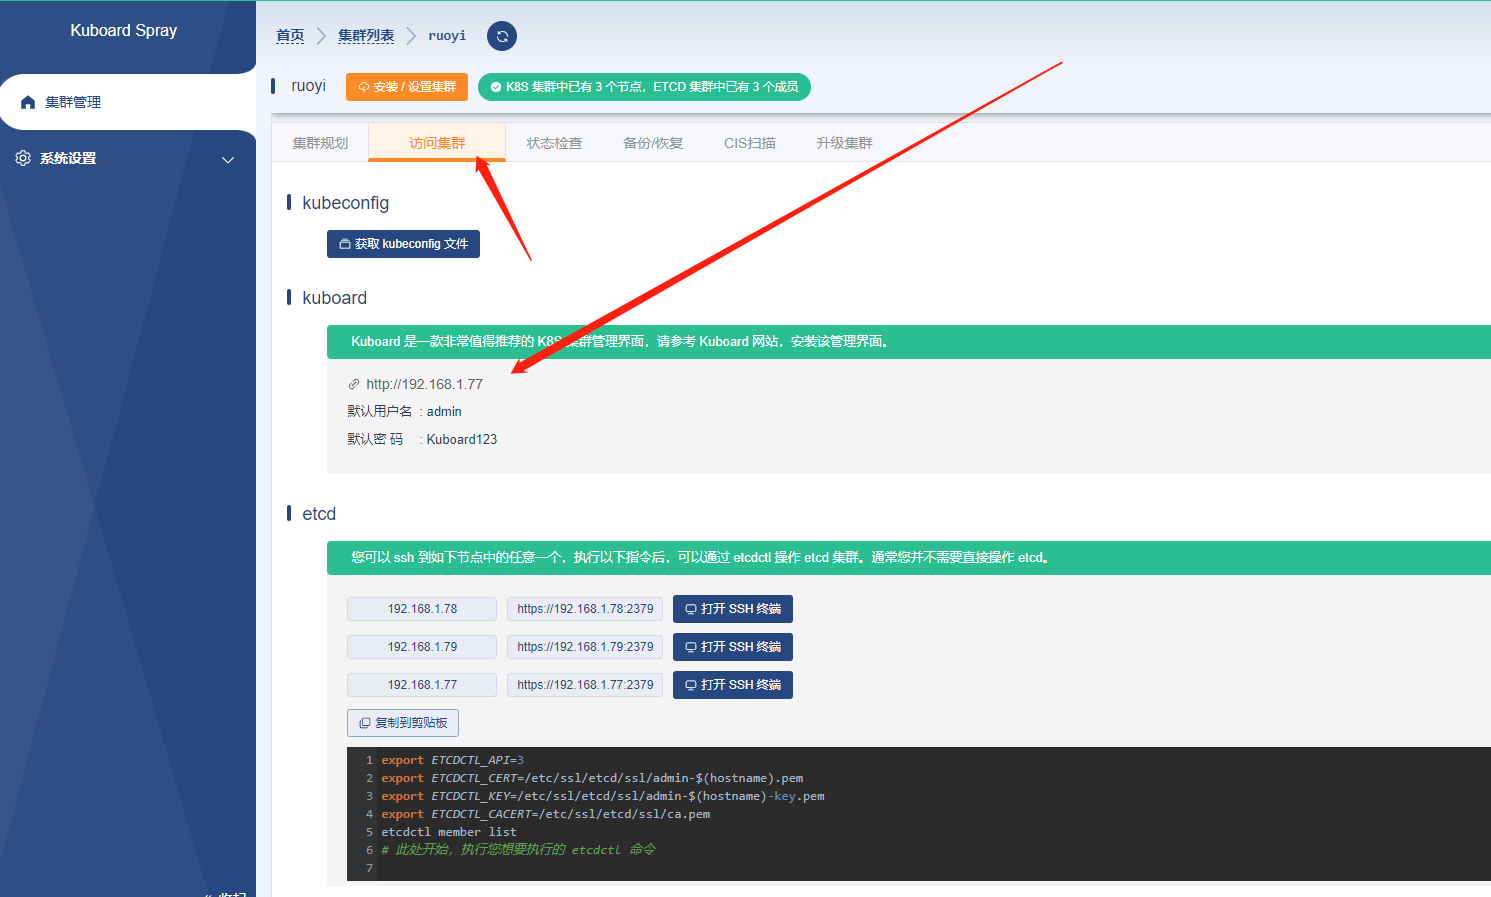 Kuboard Spray
集群管理
系统设置
首页 集群列表 ruoyi
ruoyi 安装 / 设置集群 K8S 集群中已有 3 个节点，ETCD 集群中已有 3 个成员
集群规划 访问集群 状态检查 备份/恢复 CIS扫描 升级集群
kubeconfig
获取 kubeconfig 文件
kuboard
Kuboard 是一款非常值得推荐的 K8S 集群管理界面，请参考 Kuboard 网站，安装该管理界面。
http://192.168.1.77
默认用户名 : admin
默认密 码 : Kuboard123
etcd
您可以 ssh 到如下节点中的任意一个，执行以下指令后，可以通过 etcdctl 操作 etcd 集群。通常您并不需要直接操作 etcd。
192.168.1.78 https://192.168.1.78:2379 打开 SSH 终端
192.168.1.79 https://192.168.1.79:2379 打开 SSH 终端
192.168.1.77 https://192.168.1.77:2379 打开 SSH 终端
复制到剪贴板
1 export ETCDCTL_API=3
2 export ETCDCTL_CERT=/etc/ssl/etcd/ssl/admin-$(hostname).pem
3 export ETCDCTL_KEY=/etc/ssl/etcd/ssl/admin-$(hostname)-key.pem
4 export ETCDCTL_CACERT=/etc/ssl/etcd/ssl/ca.pem
5 etcdctl member list
6 # 此处开始，执行您想要执行的 etcdctl 命令
7